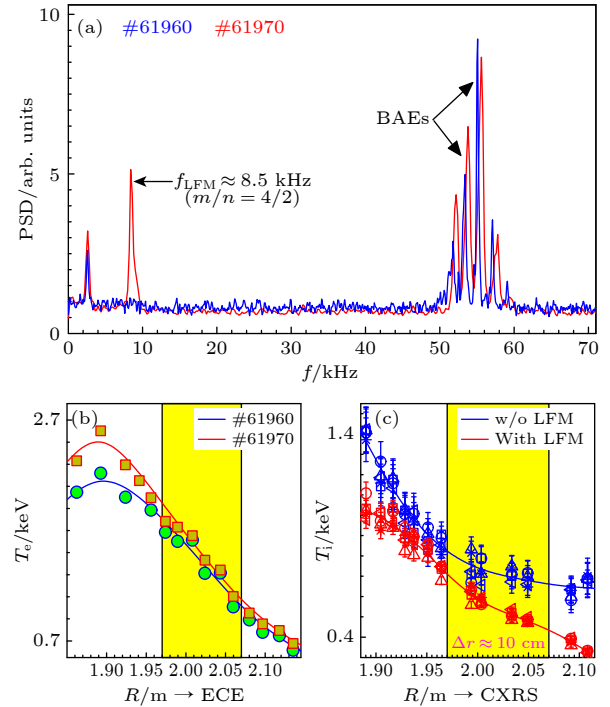 10
(a) #61960 #61970
BAEs
PSD/arb. units
5
f_LFM ≈ 8.5 kHz
(m/n = 4/2)
0
0 10 20 30 40 50 60 70
f/kHz
2.7
(b) #61960
#61970
T_e/keV
0.7
1.90 1.95 2.00 2.05 2.10
R/m → ECE
1.4
(c) w/o LFM
With LFM
T_i/keV
0.4
Δr ≈ 10 cm
1.90 1.95 2.00 2.05 2.10
R/m → CXRS